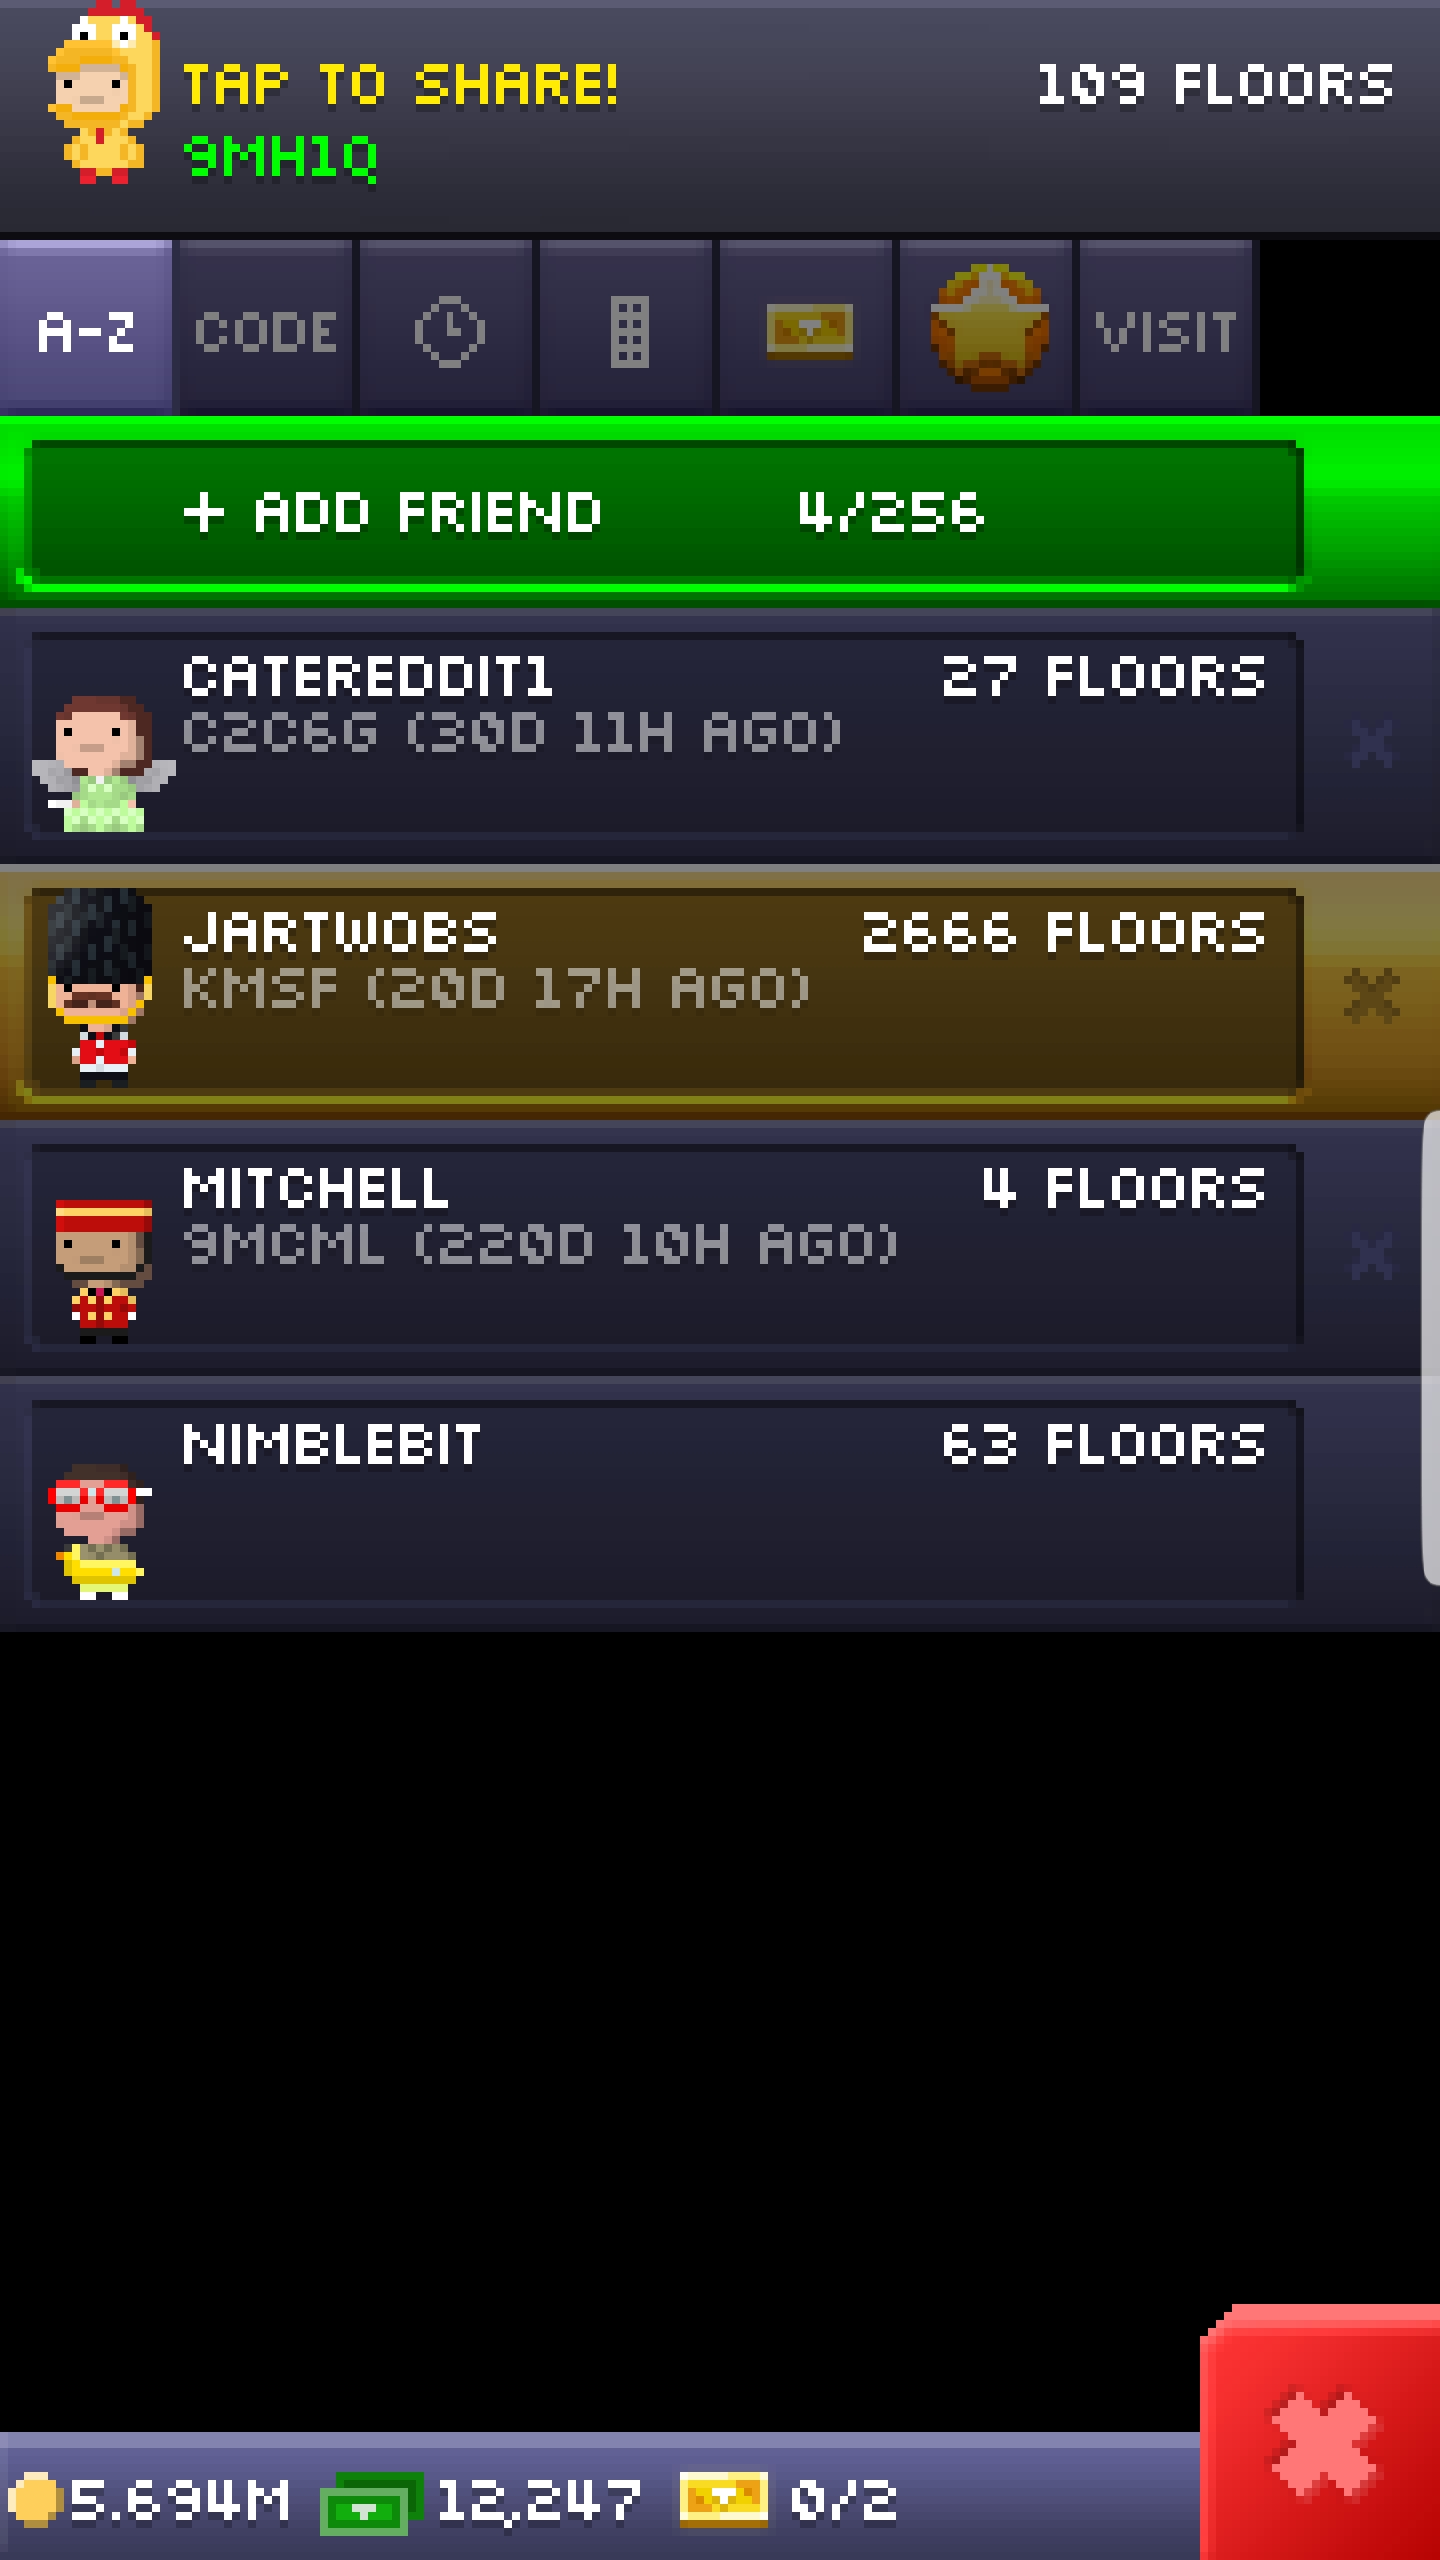 TAP TO SHARE!
109 FLOORS
9MH1Q
A-Z
CODE
VISIT
+ ADD FRIEND
4/256
CATEREDDIT1
27 FLOORS
C2C6G (30D 11H AGO)
JARTWOBS
2666 FLOORS
KMSF (20D 17H AGO)
MITCHELL
4 FLOORS
9MCML (220D 10H AGO)
NIMBLEBIT
63 FLOORS
5.694M
12,247
0/2